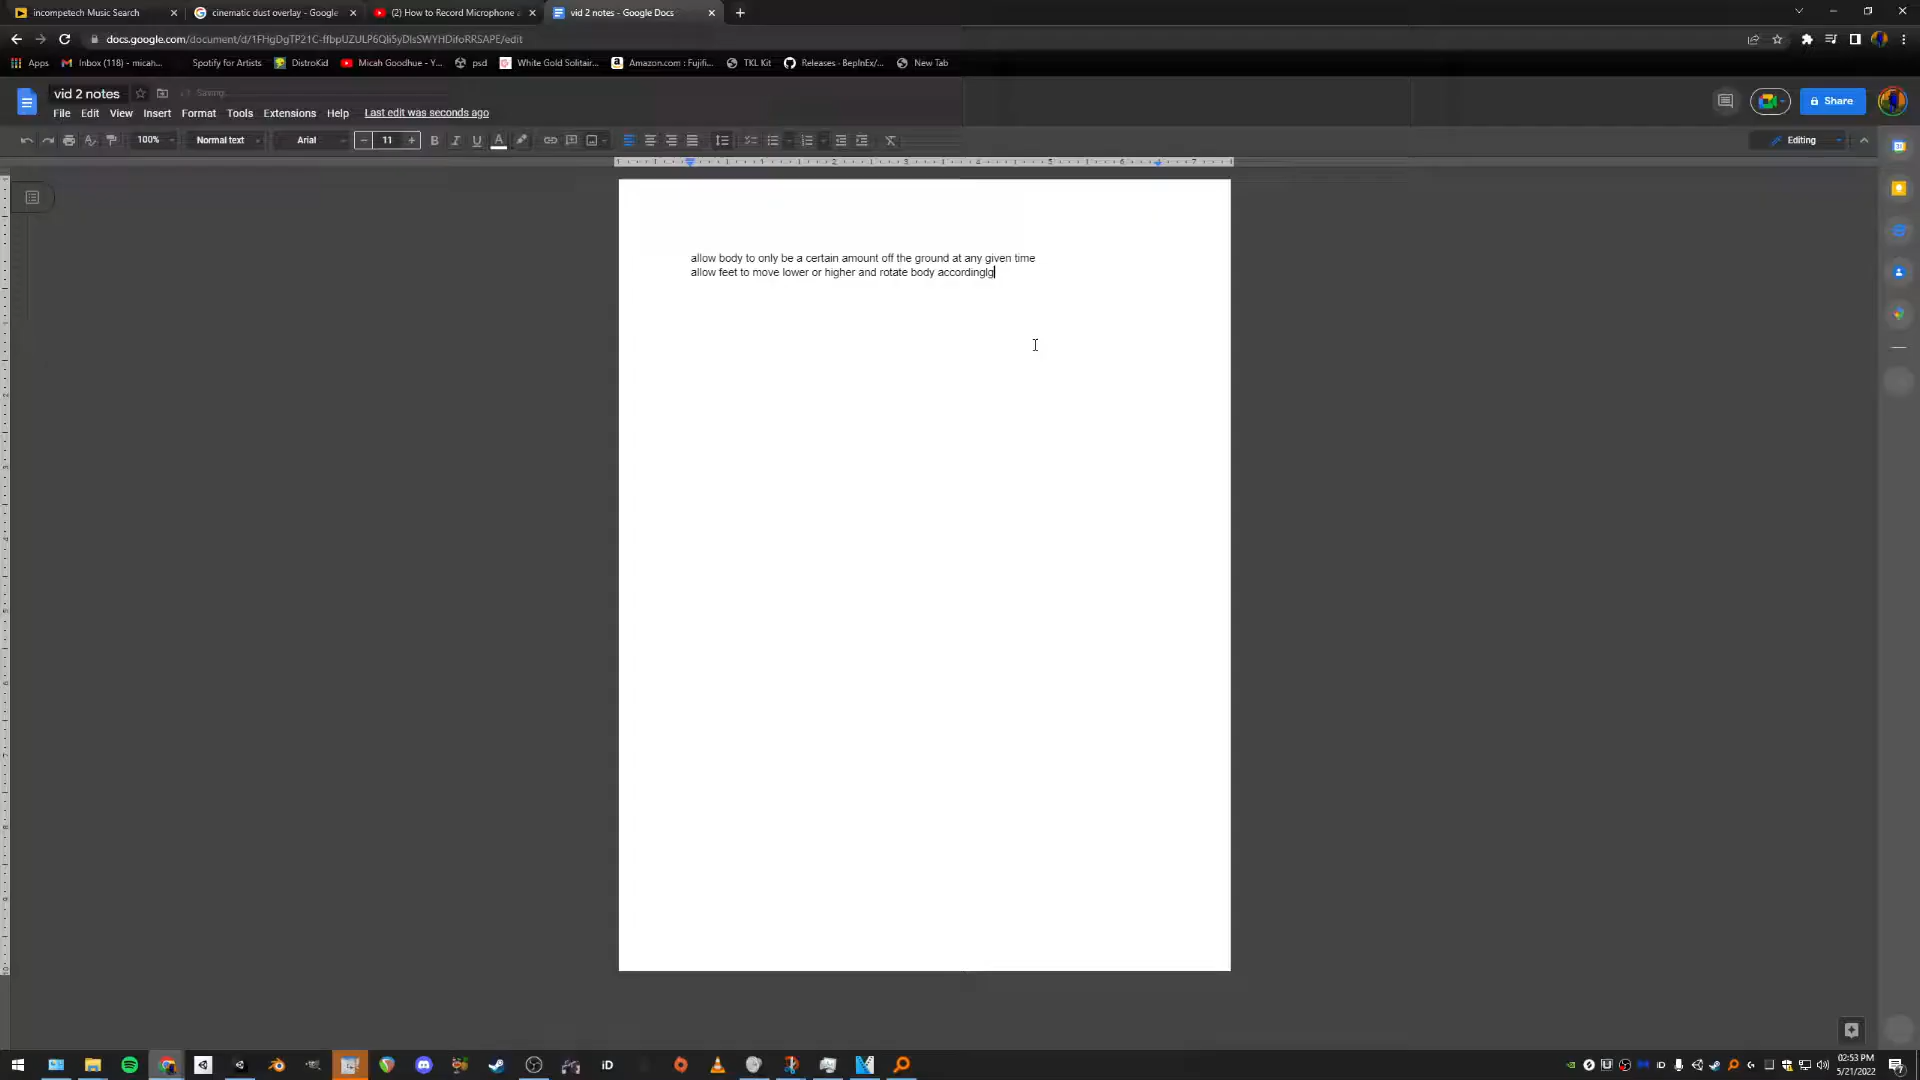 incompetech Music Search
cinematic dust overlay - Google
(2) How to Record Microphone
vid 2 notes - Google Docs
docs.google.com/document/d/1FHgDgTP21C-ffbpUZULP6Qli5yDlsSWYHDifoRRSAPE/edit
Apps
Inbox (118) - micah...
Spotify for Artists
DistroKid
Micah Goodhue - Y...
psd
White Gold Solitair...
Amazon.com : Fujifi...
TKL Kit
Releases · BepInEx/...
New Tab
vid 2 notes
Saving...
File Edit View Insert Format Tools Extensions Help Last edit was seconds ago
Share
100% Normal text Arial 11
Editing
allow body to only be a certain amount off the ground at any given time
allow feet to move lower or higher and rotate body accordinglg
02:53 PM
5/21/2022